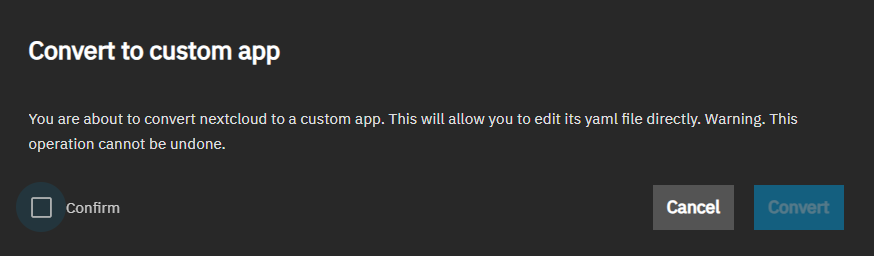 Convert to custom app
You are about to convert nextcloud to a custom app. This will allow you to edit its yaml file directly. Warning. This
operation cannot be undone.
Confirm
Cancel
Convert